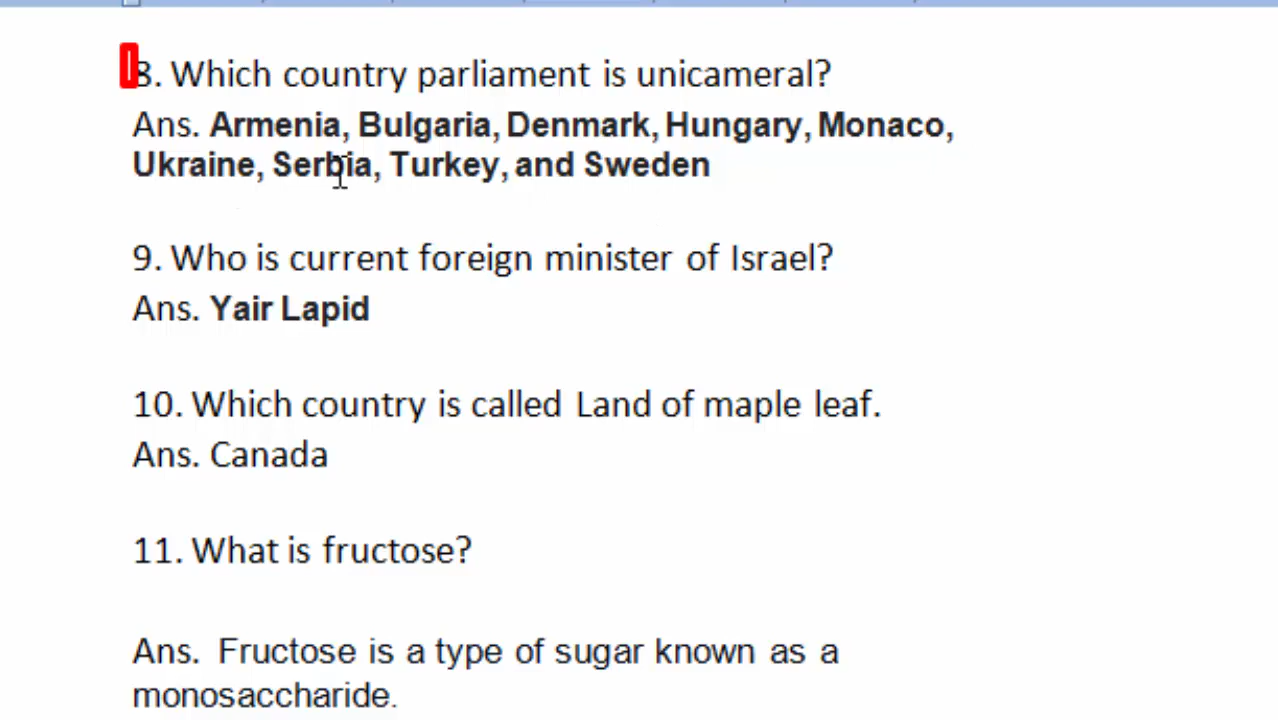 8. Which country parliament is unicameral?
Ans. Armenia, Bulgaria, Denmark, Hungary, Monaco,
Ukraine, Serbia, Turkey, and Sweden
9. Who is current foreign minister of Israel?
Ans. Yair Lapid
10. Which country is called Land of maple leaf.
Ans. Canada
11. What is fructose?
Ans. Fructose is a type of sugar known as a
monosaccharide.